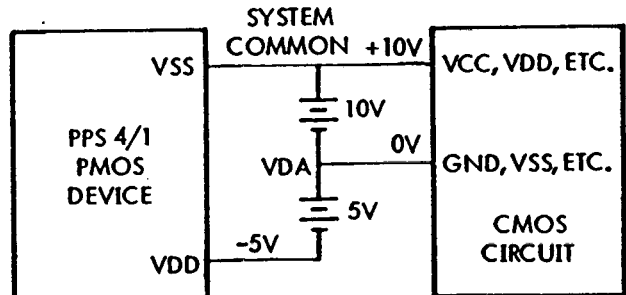 SYSTEM
COMMON
+10V
VSS
VCC, VDD, ETC.
10V
PPS 4/1
PMOS
DEVICE
0V
VDA
GND, VSS, ETC.
5V
CMOS
CIRCUIT
-5V
VDD